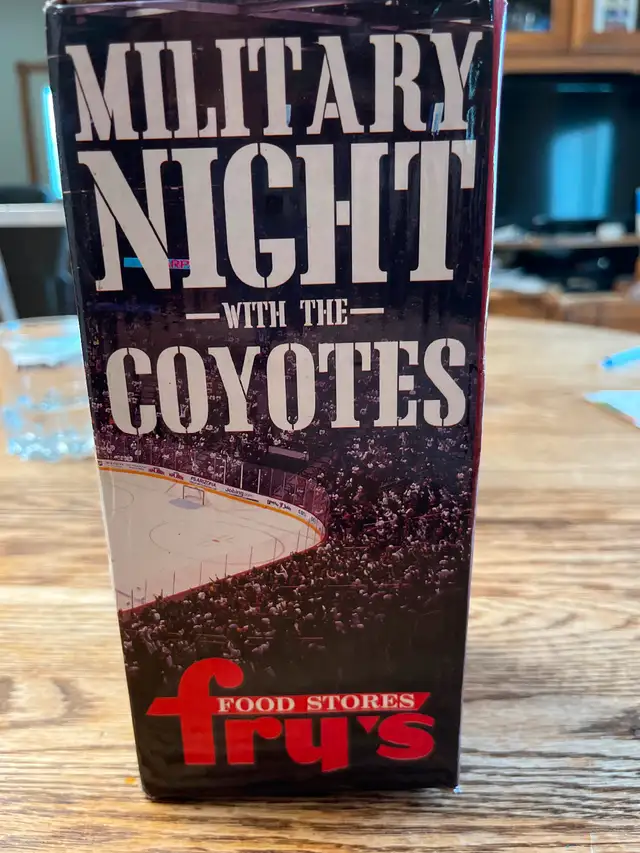 MILITARY
NIGHT
WITH THE
COYOTES
FOOD STORES
fry's